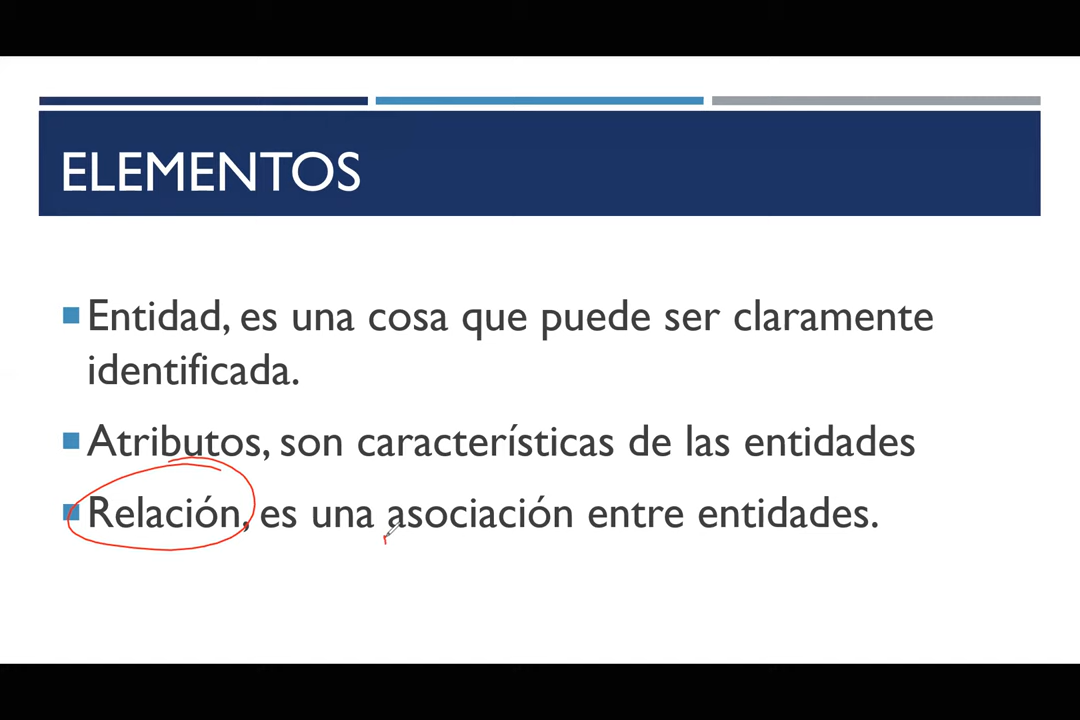 ELEMENTOS
Entidad, es una cosa que puede ser claramente
identificada.
Atributos, son características de las entidades
Relación, es una asociación entre entidades.